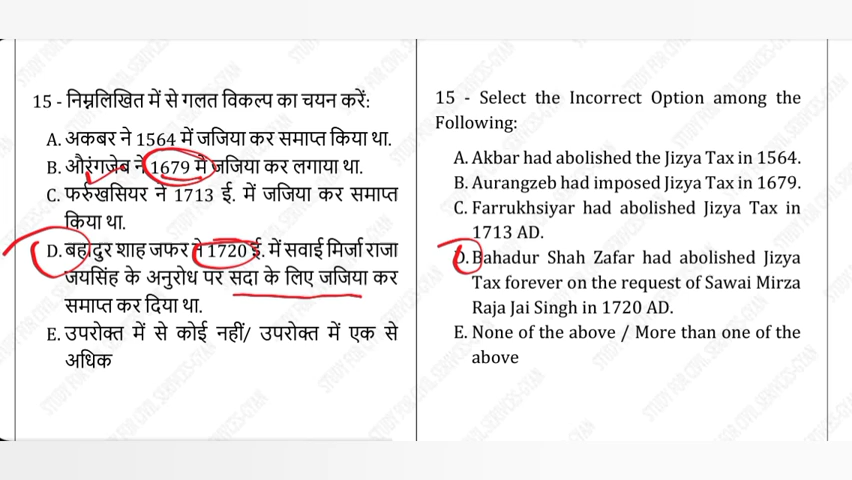 15 - निम्नलिखित में से गलत विकल्प का चयन करें:
A. अकबर ने 1564 में जजिया कर समाप्त किया था.
B. औरंगजेब ने 1679 में जजिया कर लगाया था.
C. फर्रुखसियर ने 1713 ई. में जजिया कर समाप्त
किया था.
D. बहादुर शाह जफर ने 1720 ई. में सवाई मिर्जा राजा
जयसिंह के अनुरोध पर सदा के लिए जजिया कर
समाप्त कर दिया था.
E. उपरोक्त में से कोई नहीं/ उपरोक्त में एक से
अधिक
15 - Select the Incorrect Option among the
Following:
A. Akbar had abolished the Jizya Tax in 1564.
B. Aurangzeb had imposed Jizya Tax in 1679.
C. Farrukhsiyar had abolished Jizya Tax in
1713 AD.
D. Bahadur Shah Zafar had abolished Jizya
Tax forever on the request of Sawai Mirza
Raja Jai Singh in 1720 AD.
E. None of the above / More than one of the
above
STUDY FOR CIVIL SERVICES-GYAN